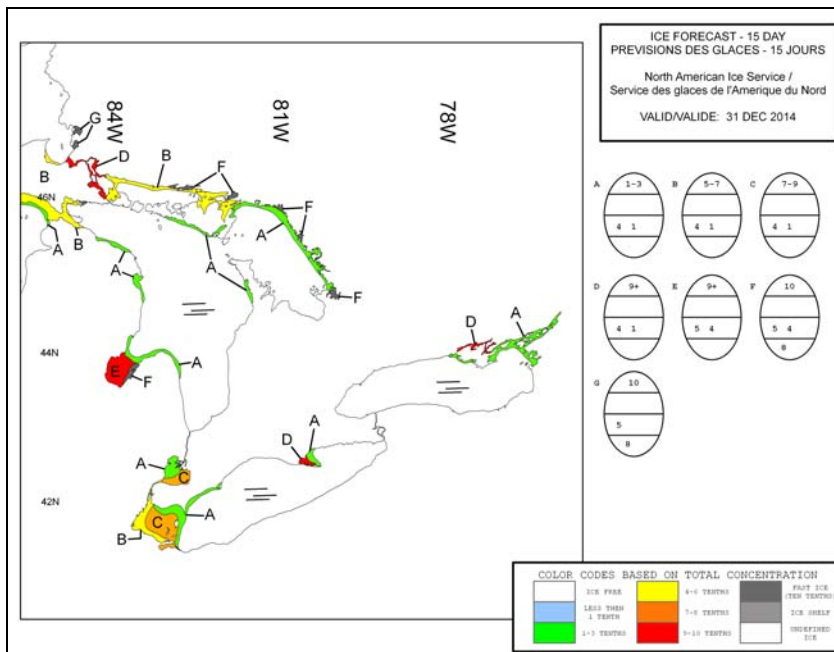 ICE FORECAST - 15 DAY
PREVISIONS DES GLACES - 15 JOURS
North American Ice Service /
Service des glaces de l'Amerique du Nord
VALID/VALIDE: 31 DEC 2014
84W
81W
78W
G
D
B
F
B
46N
A
B
A
F
A
A
F
D
A
44N
E
F
A
A
C
D
A
42N
C
A
B
A 1-3
4 1
B 5-7
4 1
C 7-9
4 1
D 9+
4 1
E 9+
5 4
F 10
5 4
8
G 10
5
8
COLOR CODES BASED ON TOTAL CONCENTRATION
ICE FREE
4-6 TENTHS
FAST ICE
(TEN TENTHS)
LESS THEN
1 TENTH
7-8 TENTHS
ICE SHELF
1-3 TENTHS
9-10 TENTHS
UNDEFINED
ICE